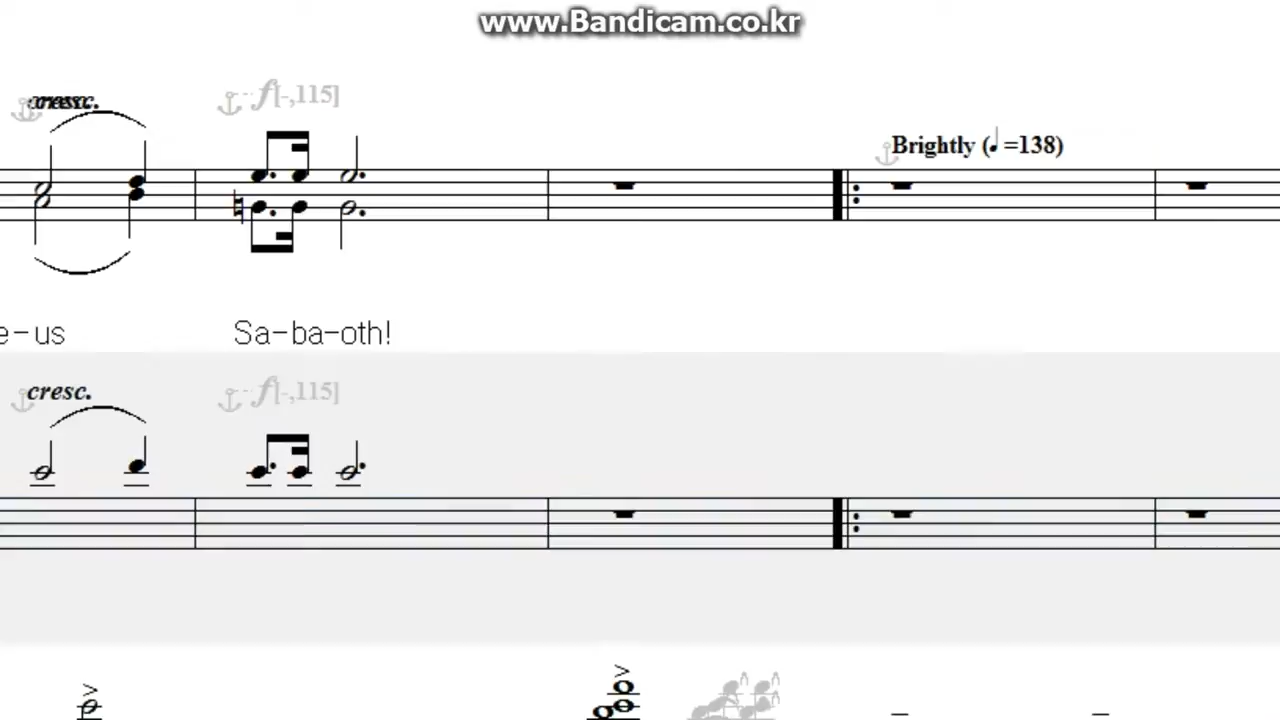 www.Bandicam.co.kr
cresc.
f[-,115]
Brightly (♩=138)
e-us Sa-ba-oth!
cresc.
f[-,115]